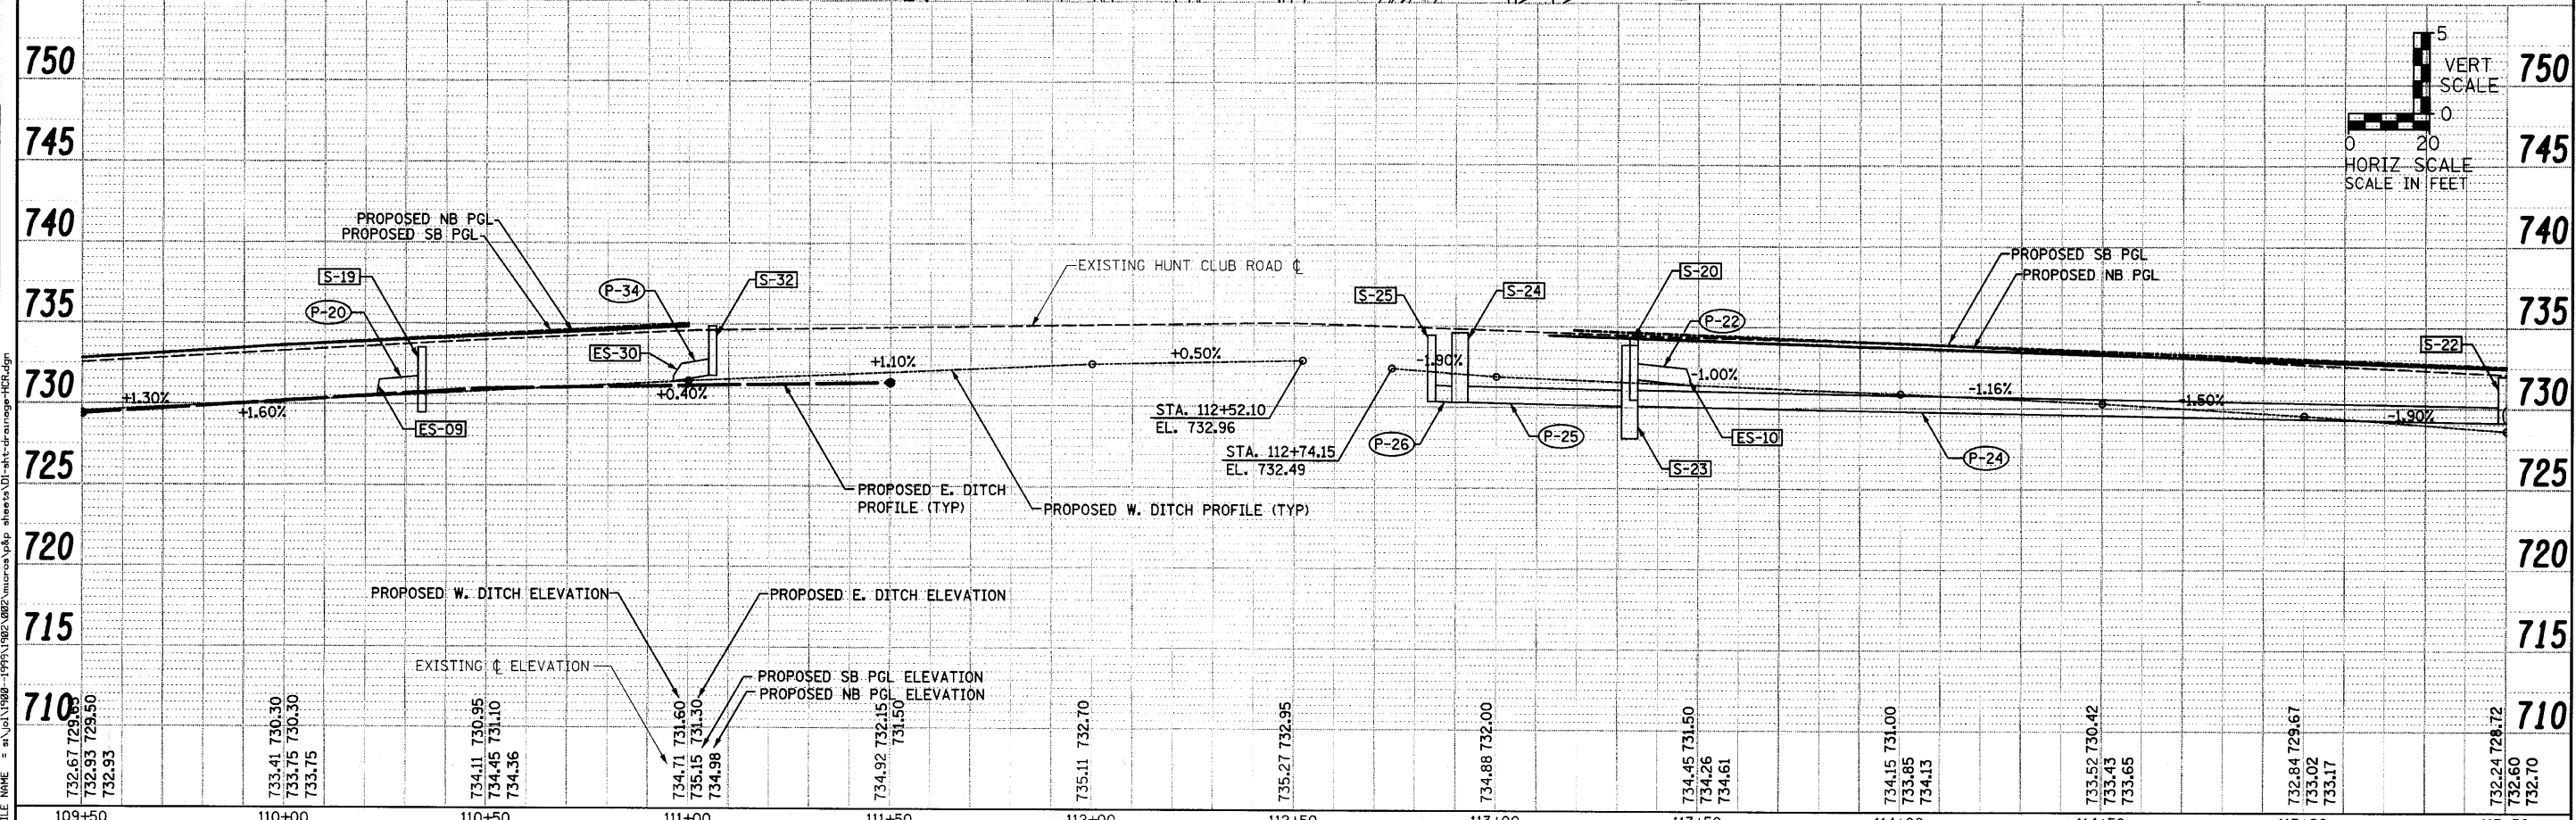 750
745
740
735
730
725
720
715
710
5
VERT
SCALE
0
0 20
HORIZ SCALE
SCALE IN FEET
750
745
740
735
730
725
720
715
710
PROPOSED NB PGL
PROPOSED SB PGL
S-19
P-20
P-34
S-32
ES-30
ES-09
+1.30%
+1.60%
+0.40%
+1.10%
+0.50%
EXISTING HUNT CLUB ROAD ℄
S-25
S-24
S-20
P-22
-1.90%
-1.00%
STA. 112+52.10
EL. 732.96
STA. 112+74.15
EL. 732.49
P-26
P-25
S-23
ES-10
P-24
PROPOSED SB PGL
PROPOSED NB PGL
S-22
-1.16%
-1.50%
-1.90%
PROPOSED E. DITCH
PROFILE (TYP)
PROPOSED W. DITCH PROFILE (TYP)
PROPOSED W. DITCH ELEVATION
PROPOSED E. DITCH ELEVATION
EXISTING ℄ ELEVATION
PROPOSED SB PGL ELEVATION
PROPOSED NB PGL ELEVATION
732.67 729.65
732.93 729.50
732.93
733.41 730.30
733.75 730.30
733.75
734.11 730.95
734.45 731.10
734.36
734.71 731.60
735.15 731.30
734.98
734.92 732.15
731.50
735.11 732.70
735.27 732.95
734.88 732.00
734.45 731.50
734.26
734.61
734.15 731.00
733.85
734.13
733.52 730.42
733.43
733.65
732.84 729.67
733.02
733.17
732.24 728.72
732.60
732.70
109+50
110+00
110+50
111+00
111+50
112+00
112+50
113+00
113+50